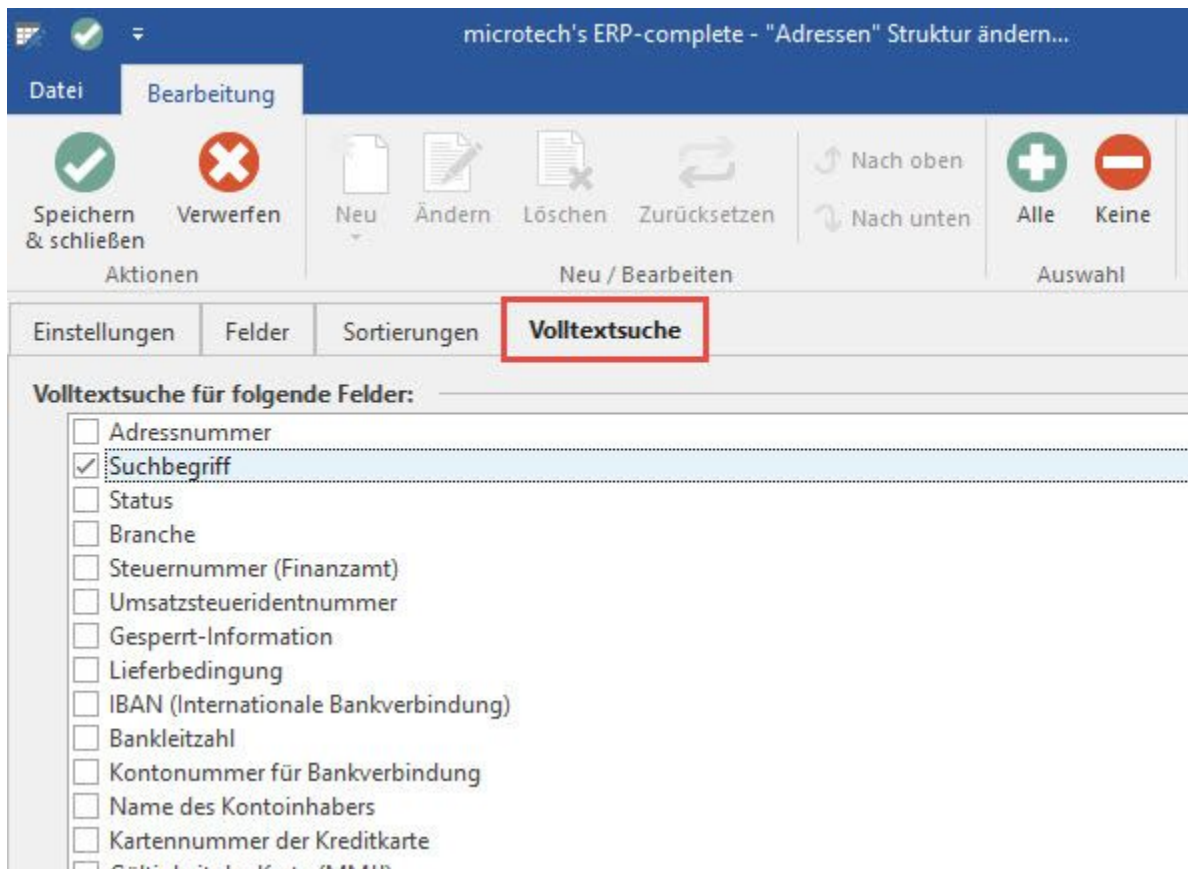 microtech's ERP-complete - "Adressen" Struktur ändern...
Datei Bearbeitung
Speichern & schließen
Verwerfen
Neu
Ändern
Löschen
Zurücksetzen
Nach oben
Nach unten
Alle
Keine
Aktionen
Neu / Bearbeiten
Auswahl
Einstellungen Felder Sortierungen Volltextsuche
Volltextsuche für folgende Felder:
Adressnummer
Suchbegriff
Status
Branche
Steuernummer (Finanzamt)
Umsatzsteueridentnummer
Gesperrt-Information
Lieferbedingung
IBAN (Internationale Bankverbindung)
Bankleitzahl
Kontonummer für Bankverbindung
Name des Kontoinhabers
Kartennummer der Kreditkarte